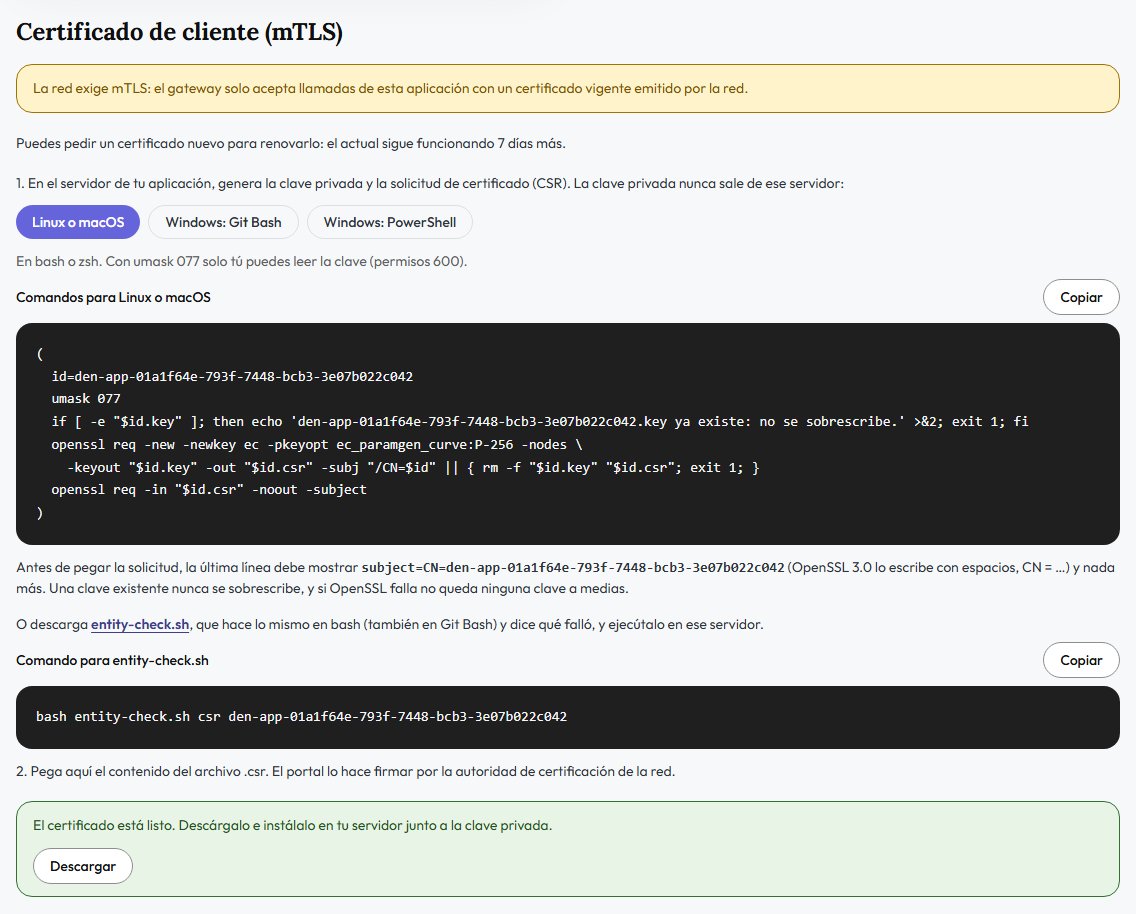 Certificado de cliente (mTLS)
La red exige mTLS: el gateway solo acepta llamadas de esta aplicación con un certificado vigente emitido por la red.
Puedes pedir un certificado nuevo para renovarlo: el actual sigue funcionando 7 días más.
1. En el servidor de tu aplicación, genera la clave privada y la solicitud de certificado (CSR). La clave privada nunca sale de ese servidor:
Linux o macOS
Windows: Git Bash
Windows: PowerShell
En bash o zsh. Con umask 077 solo tú puedes leer la clave (permisos 600).
Comandos para Linux o macOS
Copiar
(
  id=den-app-01a1f64e-793f-7448-bcb3-3e07b022c042
  umask 077
  if [ -e "$id.key" ]; then echo 'den-app-01a1f64e-793f-7448-bcb3-3e07b022c042.key ya existe: no se sobrescribe.' >&2; exit 1; fi
  openssl req -new -newkey ec -pkeyopt ec_paramgen_curve:P-256 -nodes \
    -keyout "$id.key" -out "$id.csr" -subj "/CN=$id" || { rm -f "$id.key" "$id.csr"; exit 1; }
  openssl req -in "$id.csr" -noout -subject
)
Antes de pegar la solicitud, la última línea debe mostrar subject=CN=den-app-01a1f64e-793f-7448-bcb3-3e07b022c042 (OpenSSL 3.0 lo escribe con espacios, CN = ...) y nada
más. Una clave existente nunca se sobrescribe, y si OpenSSL falla no queda ninguna clave a medias.
O descarga entity-check.sh, que hace lo mismo en bash (también en Git Bash) y dice qué falló, y ejecútalo en ese servidor.
Comando para entity-check.sh
Copiar
bash entity-check.sh csr den-app-01a1f64e-793f-7448-bcb3-3e07b022c042
2. Pega aquí el contenido del archivo .csr. El portal lo hace firmar por la autoridad de certificación de la red.
El certificado está listo. Descárgalo e instálalo en tu servidor junto a la clave privada.
Descargar